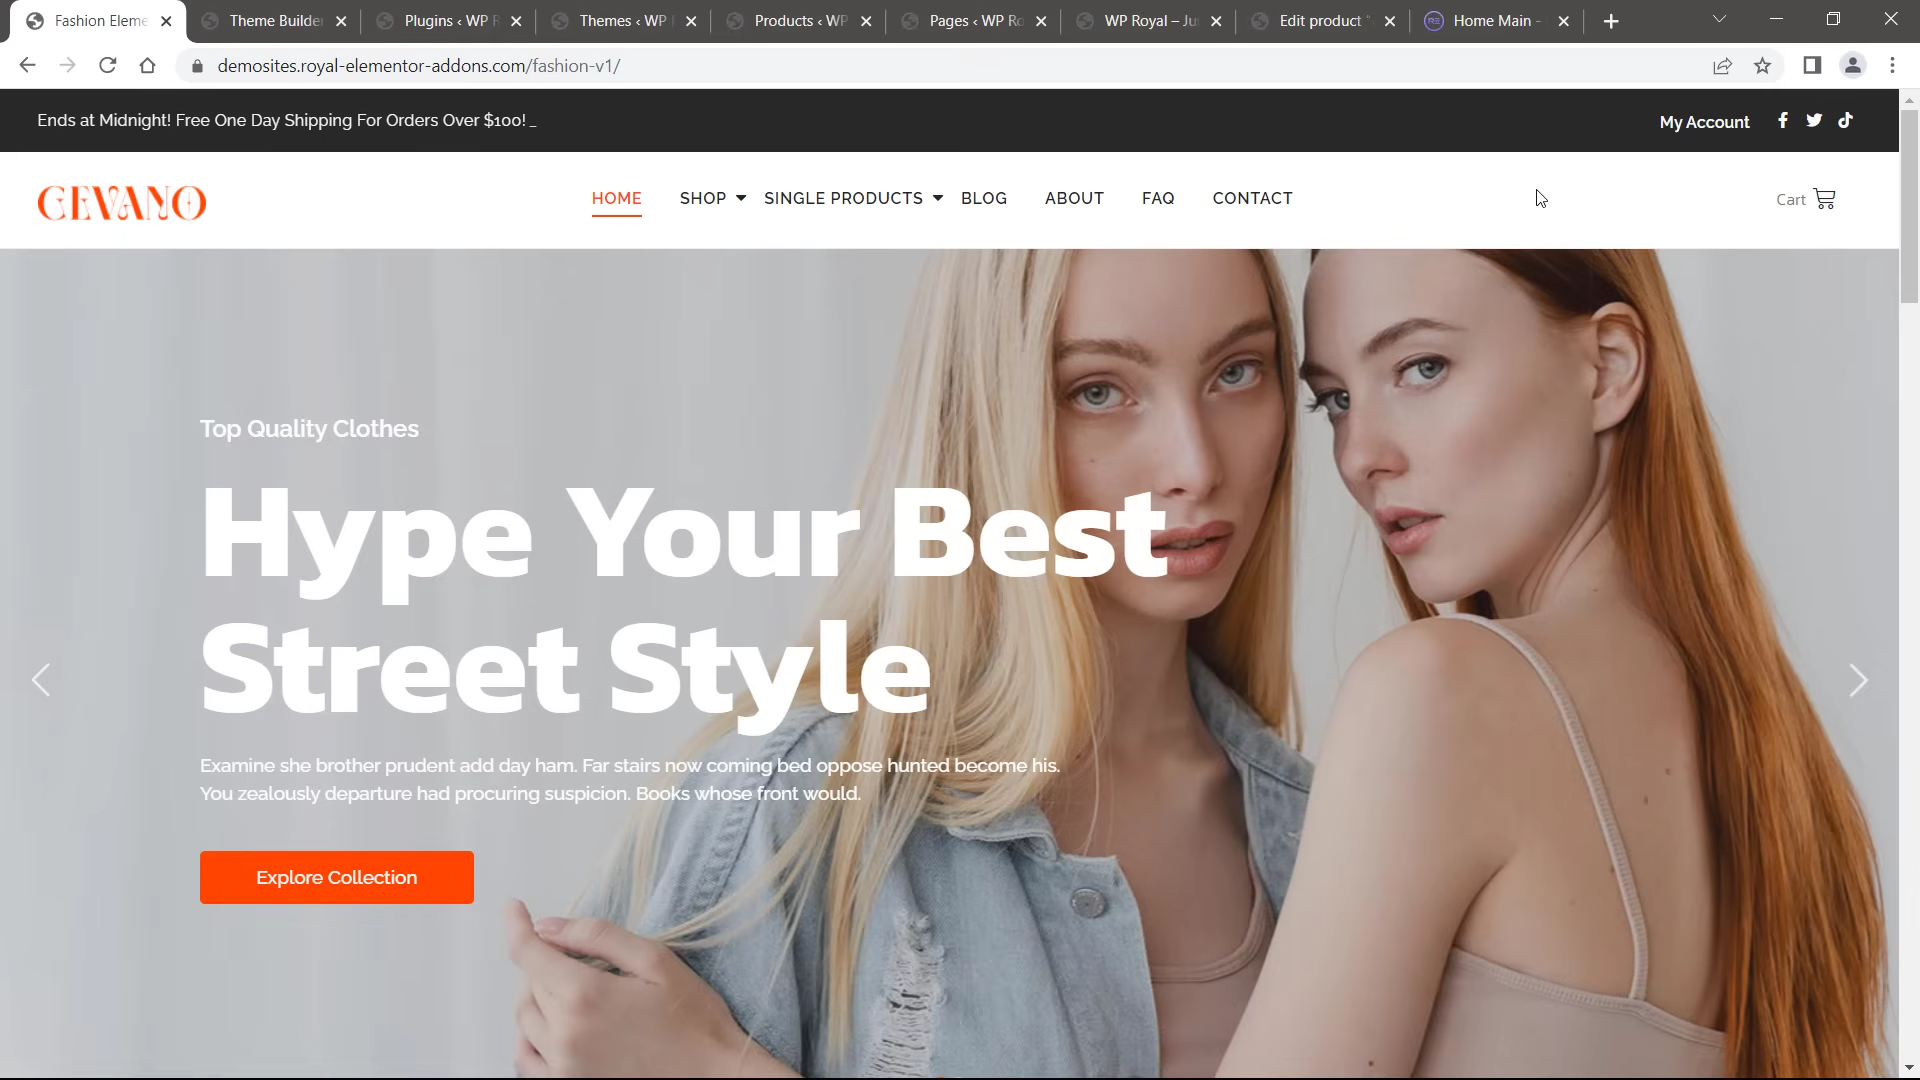 Fashion Eleme
Theme Builder
Plugins ‹ WP R
Themes ‹ WP
Products ‹ WP
Pages ‹ WP Ro
WP Royal – Ju
Edit product
Home Main -
demosites.royal-elementor-addons.com/fashion-v1/
Ends at Midnight! Free One Day Shipping For Orders Over $100! _
My Account
GEVANO
HOME
SHOP
SINGLE PRODUCTS
BLOG
ABOUT
FAQ
CONTACT
Cart
Top Quality Clothes
Hype Your Best
Street Style
Examine she brother prudent add day ham. Far stairs now coming bed oppose hunted become his.
You zealously departure had procuring suspicion. Books whose front would.
Explore Collection